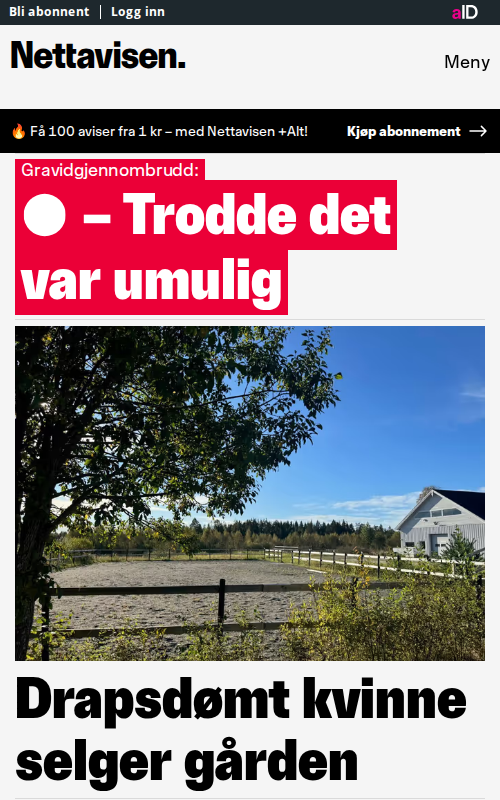 Bli abonnent | Logg inn
aID
Nettavisen.
Meny
🔥 Få 100 aviser fra 1 kr – med Nettavisen +Alt!
Kjøp abonnement →
Gravidgjennombrudd:
● – Trodde det
var umulig
Drapsdømt kvinne
selger gården